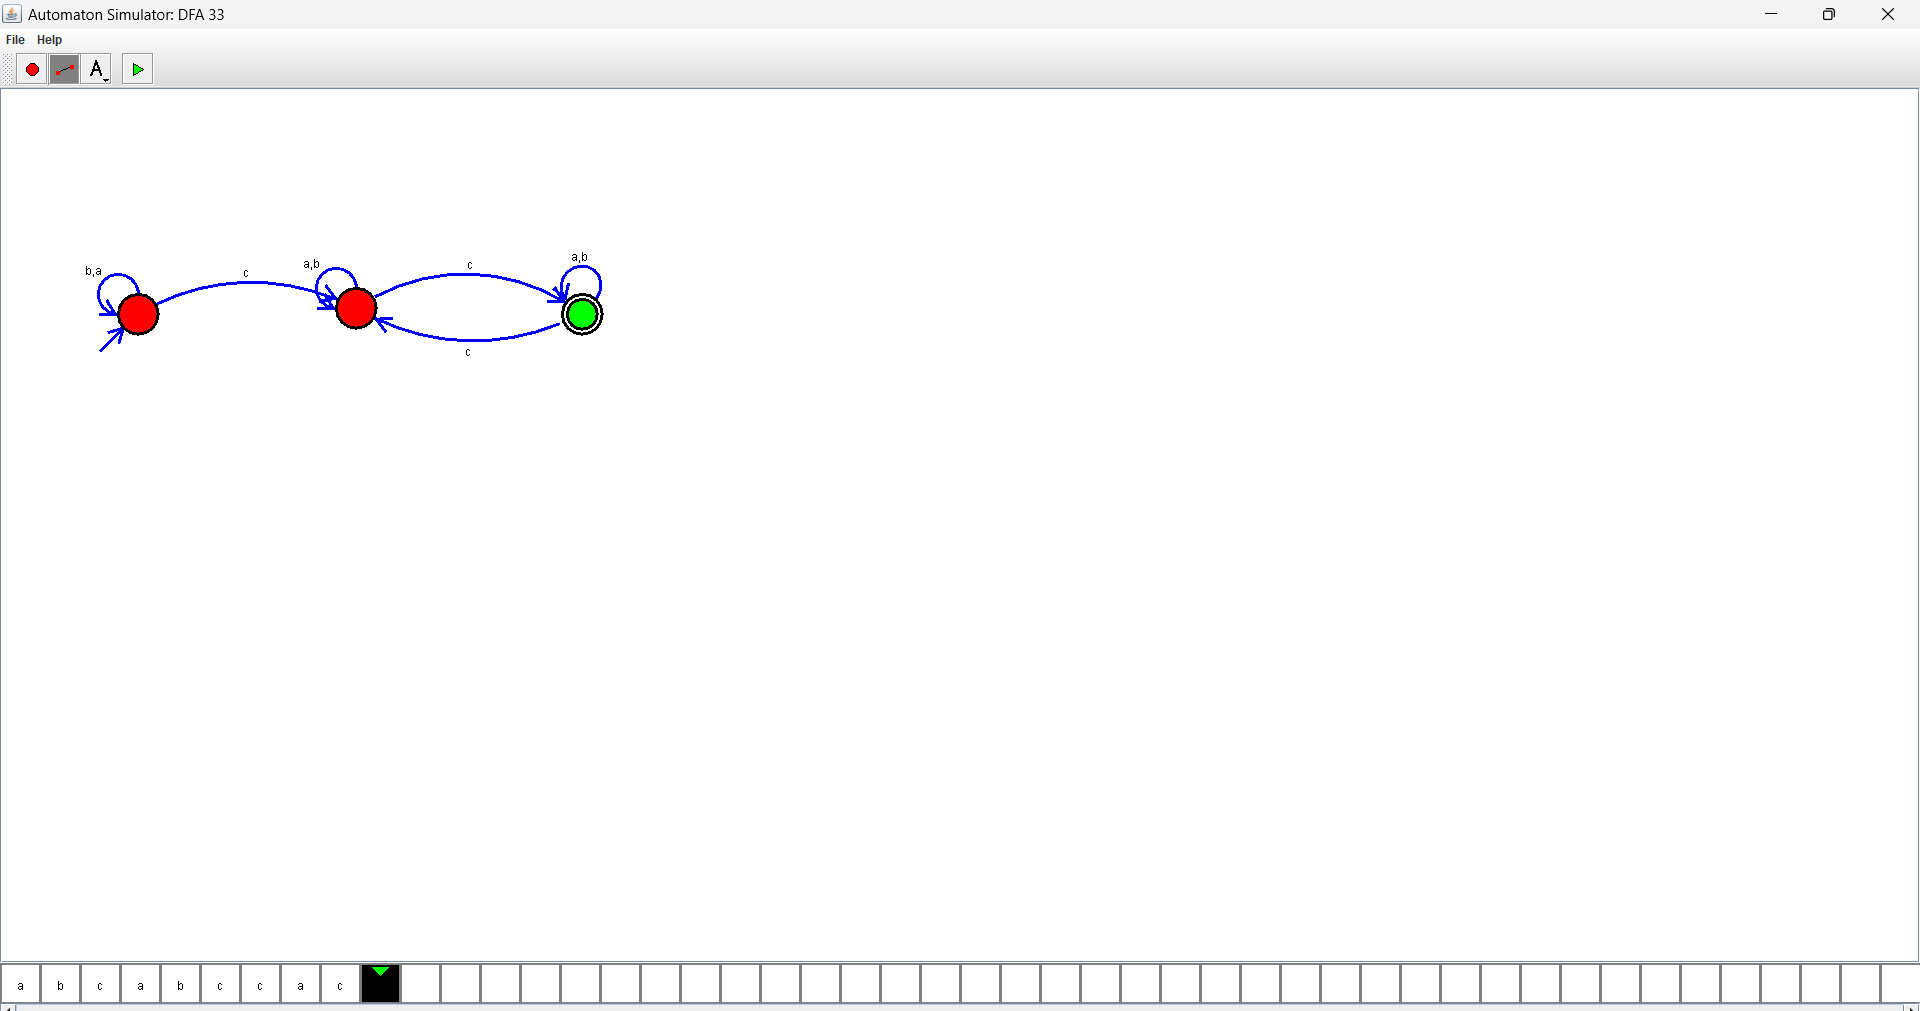 Automaton Simulator: DFA 33
File Help
A
a,b
a,b
c
b,a
c
c
a b c a b c c a c